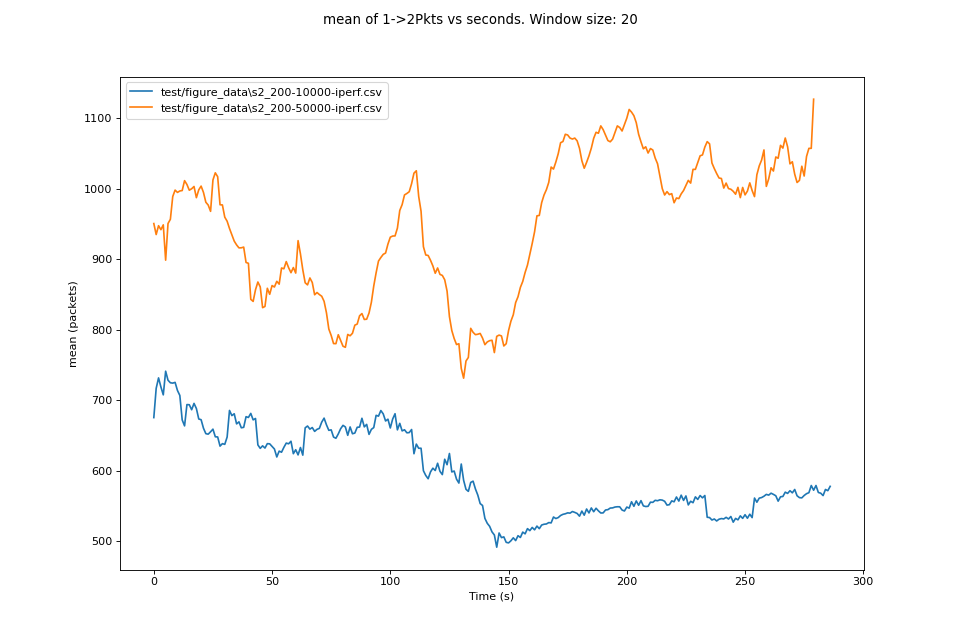 mean of 1->2Pkts vs seconds. Window size: 20
test/figure_data\s2_200-10000-iperf.csv
test/figure_data\s2_200-50000-iperf.csv
mean (packets)
1100
1000
900
800
700
600
500
0 50 100 150 200 250 300
Time (s)